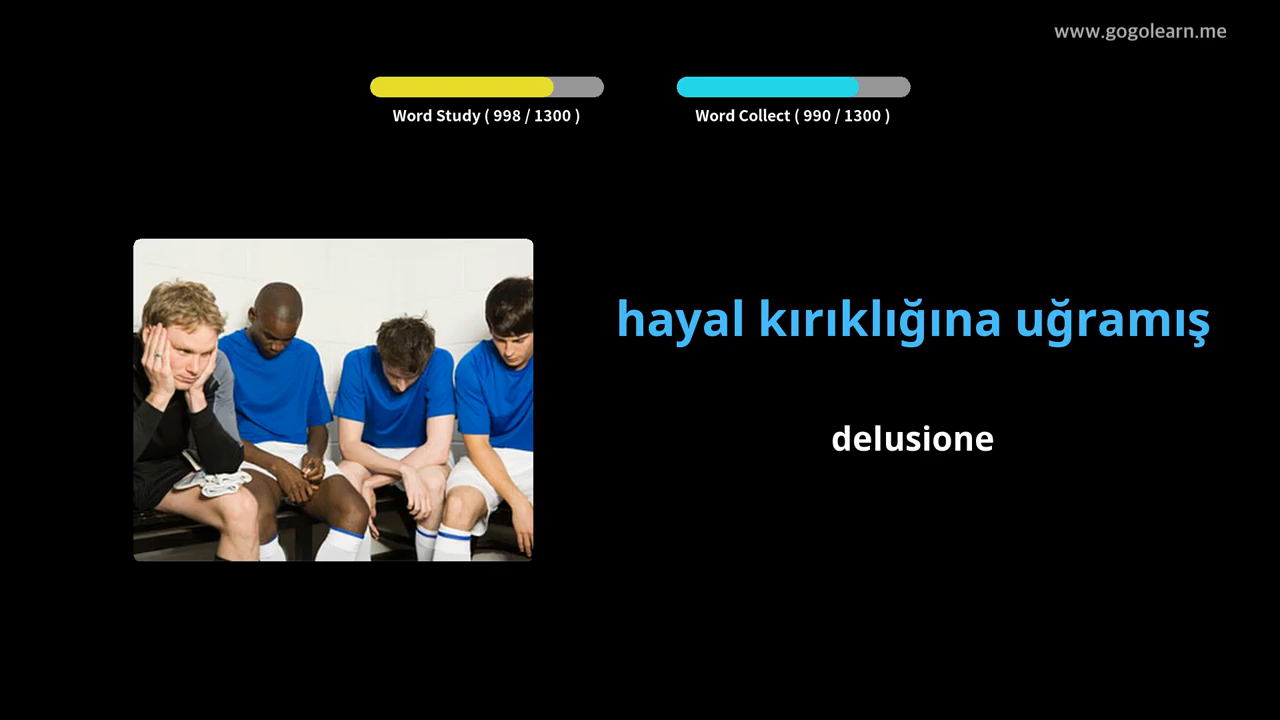 www.gogolearn.me
Word Study ( 998 / 1300 )
Word Collect ( 990 / 1300 )
hayal kırıklığına uğramış
delusione